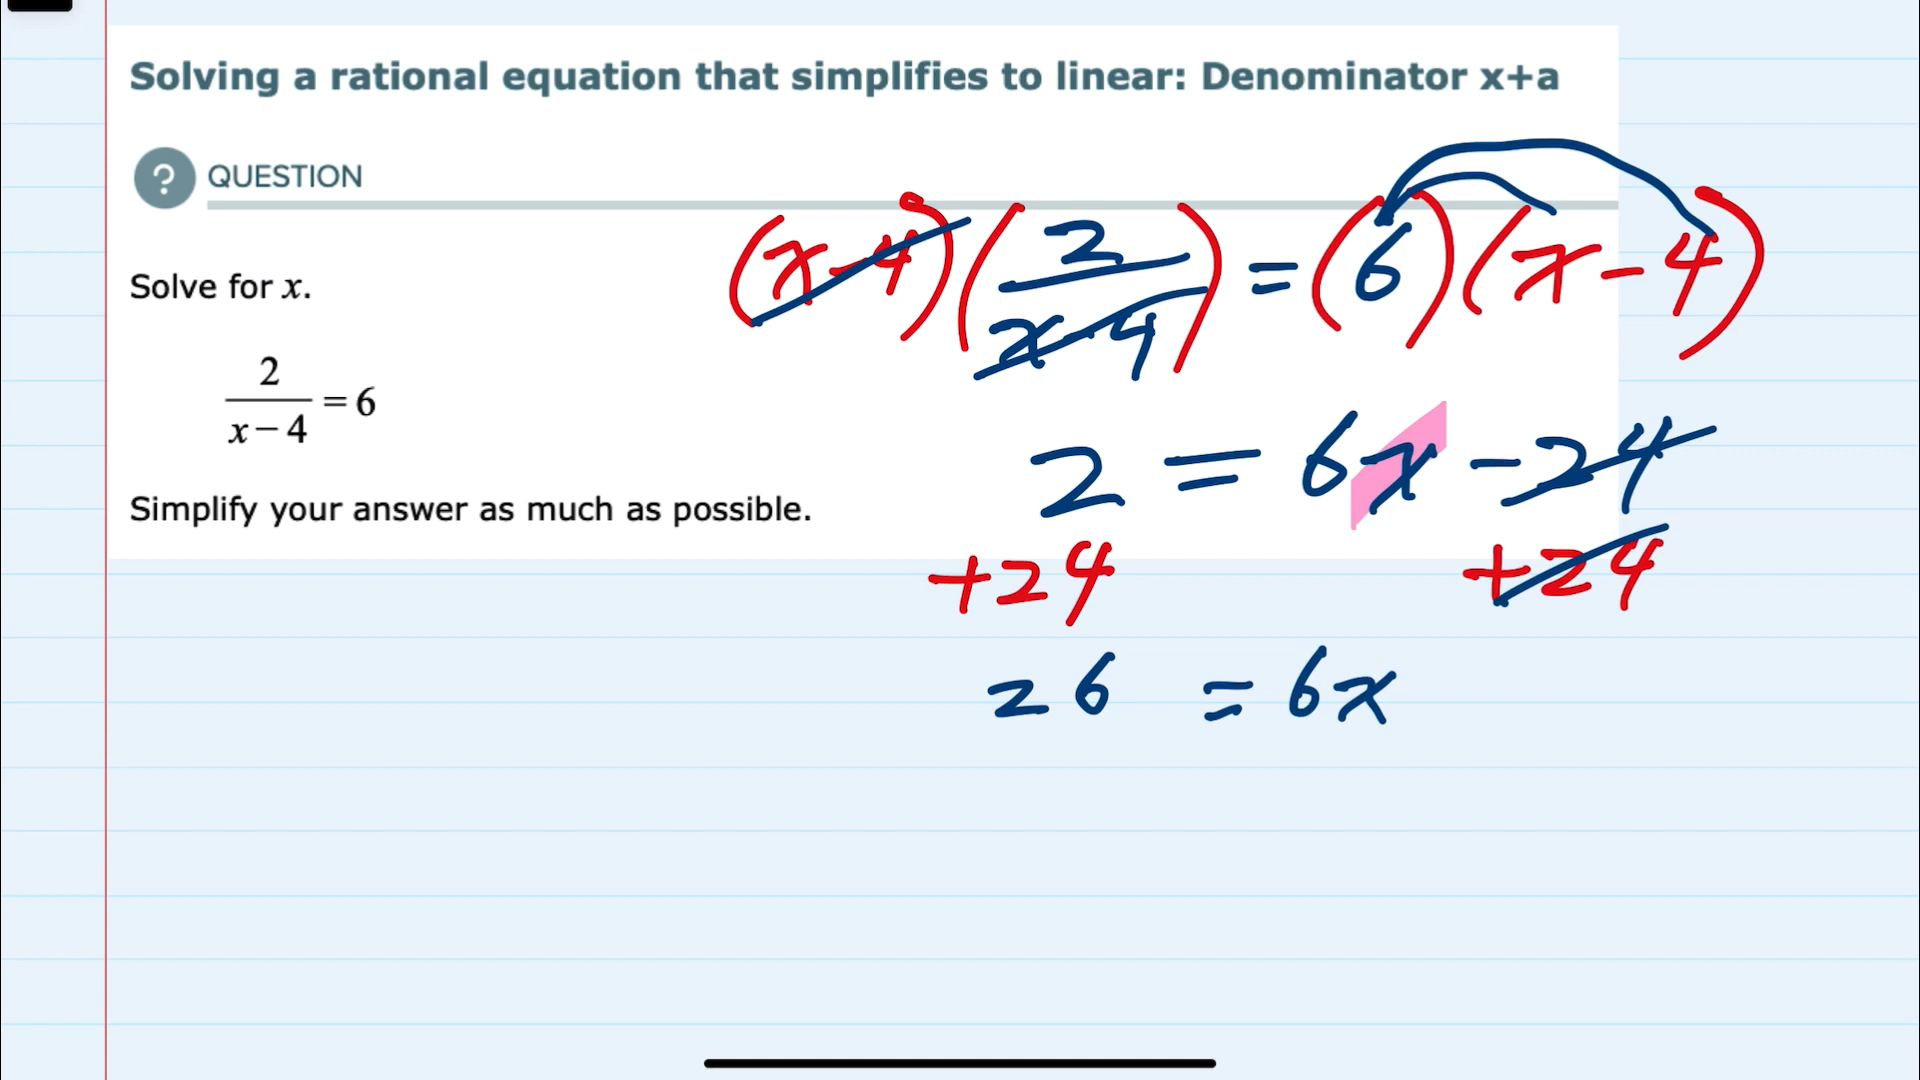 Solving a rational equation that simplifies to linear: Denominator x+a
? QUESTION
Solve for x.
2
x − 4
= 6
Simplify your answer as much as possible.
(x-4)(2/x-4) = (6)(x-4)
2 = 6x -24
+24 +24
26 = 6x